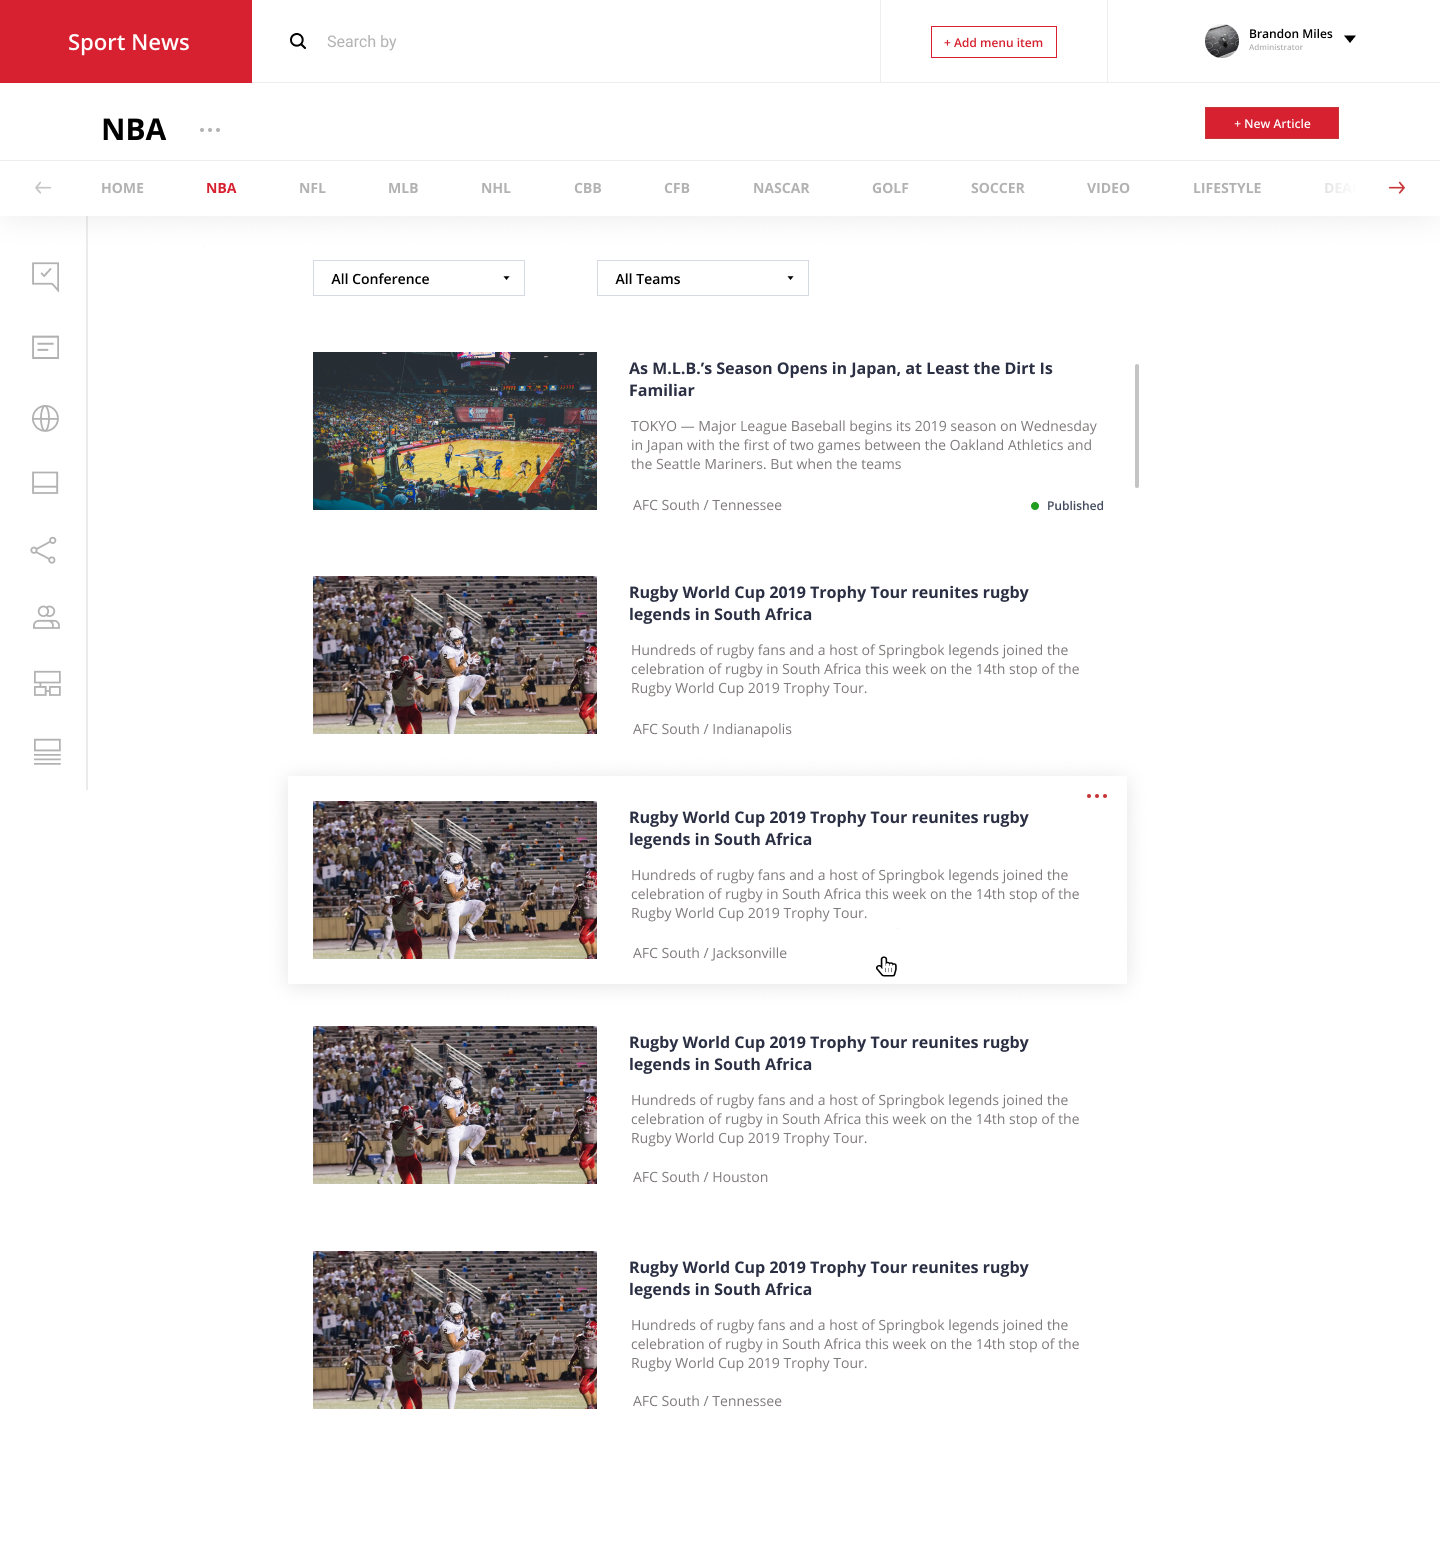 Sport News
Search by
+ Add menu item
Brandon Miles
Administrator
NBA
+ New Article
HOME NBA NFL MLB NHL CBB CFB NASCAR GOLF SOCCER VIDEO LIFESTYLE
All Conference
All Teams
As M.L.B.’s Season Opens in Japan, at Least the Dirt Is
Familiar
TOKYO — Major League Baseball begins its 2019 season on Wednesday
in Japan with the first of two games between the Oakland Athletics and
the Seattle Mariners. But when the teams
AFC South / Tennessee
Published
Rugby World Cup 2019 Trophy Tour reunites rugby
legends in South Africa
Hundreds of rugby fans and a host of Springbok legends joined the
celebration of rugby in South Africa this week on the 14th stop of the
Rugby World Cup 2019 Trophy Tour.
AFC South / Indianapolis
Rugby World Cup 2019 Trophy Tour reunites rugby
legends in South Africa
Hundreds of rugby fans and a host of Springbok legends joined the
celebration of rugby in South Africa this week on the 14th stop of the
Rugby World Cup 2019 Trophy Tour.
AFC South / Jacksonville
Rugby World Cup 2019 Trophy Tour reunites rugby
legends in South Africa
Hundreds of rugby fans and a host of Springbok legends joined the
celebration of rugby in South Africa this week on the 14th stop of the
Rugby World Cup 2019 Trophy Tour.
AFC South / Houston
Rugby World Cup 2019 Trophy Tour reunites rugby
legends in South Africa
Hundreds of rugby fans and a host of Springbok legends joined the
celebration of rugby in South Africa this week on the 14th stop of the
Rugby World Cup 2019 Trophy Tour.
AFC South / Tennessee